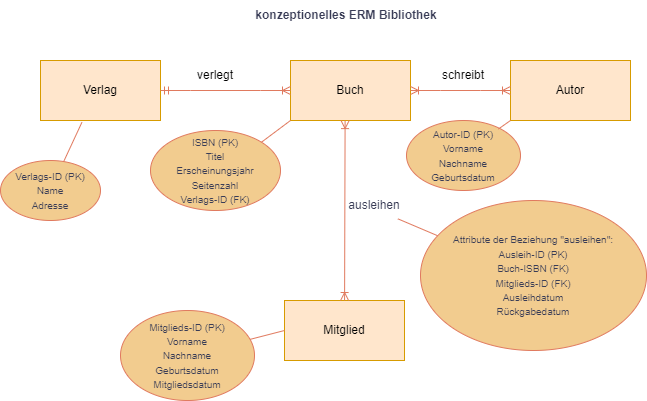 konzeptionelles ERM Bibliothek
Verlag
verlegt
Buch
schreibt
Autor
Verlags-ID (PK)
Name
Adresse
ISBN (PK)
Titel
Erscheinungsjahr
Seitenzahl
Verlags-ID (FK)
Autor-ID (PK)
Vorname
Nachname
Geburtsdatum
ausleihen
Attribute der Beziehung "ausleihen":
Ausleih-ID (PK)
Buch-ISBN (FK)
Mitglieds-ID (FK)
Ausleihdatum
Rückgabedatum
Mitglied
Mitglieds-ID (PK)
Vorname
Nachname
Geburtsdatum
Mitgliedsdatum